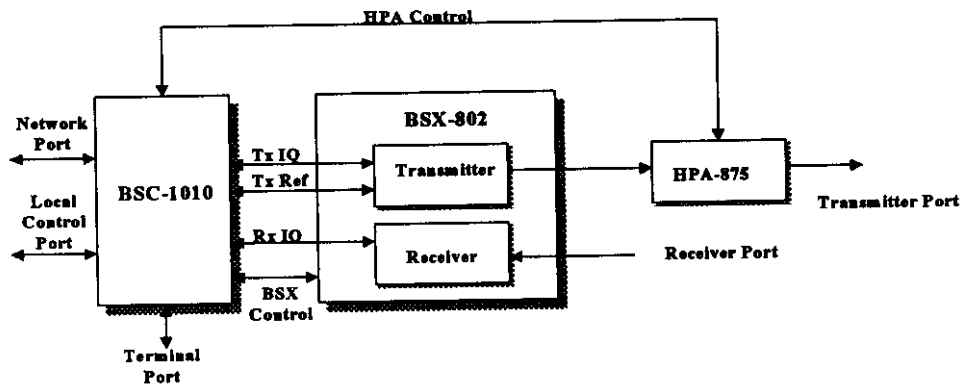 HPA Control
Network
Port
Local
Control
Port
BSC-1010
Tx IQ
Tx Ref
Rx IQ
BSX
Control
BSX-802
Transmitter
Receiver
HPA-875
Transmitter Port
Receiver Port
Terminal
Port